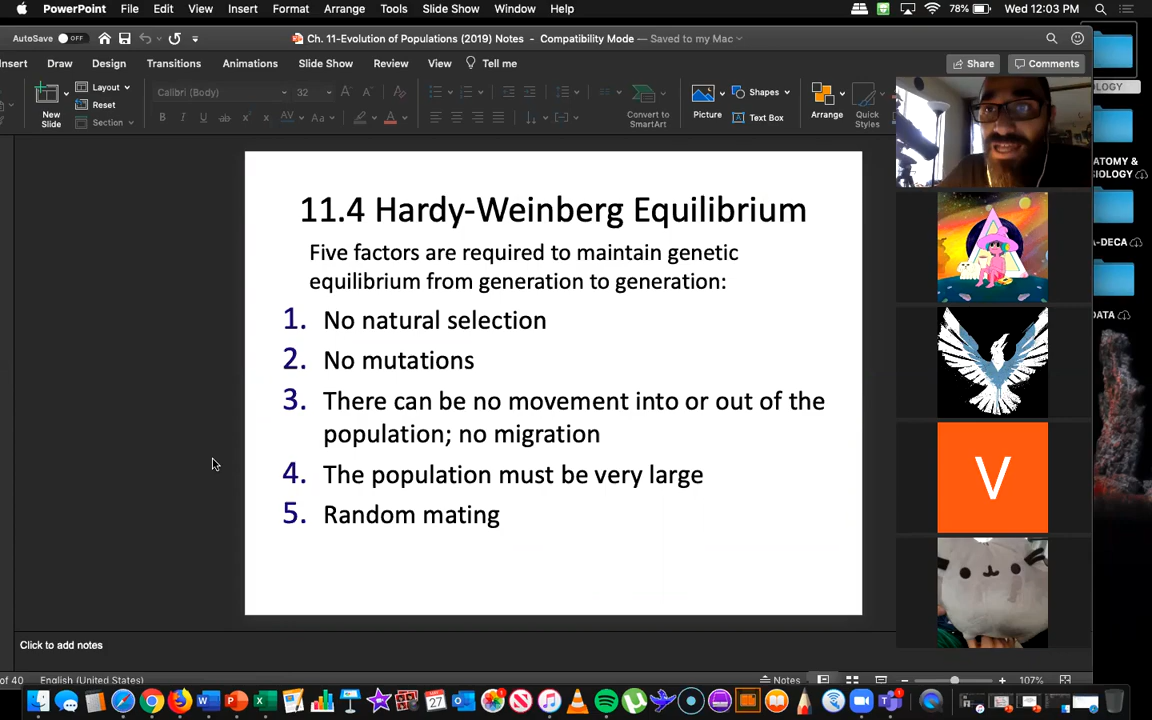 PowerPoint File Edit View Insert Format Arrange Tools Slide Show Window Help 78% Wed 12:03 PM
AutoSave OFF Ch. 11-Evolution of Populations (2019) Notes - Compatibility Mode — Saved to my Mac
Insert Draw Design Transitions Animations Slide Show Review View Tell me Share Comments
New Slide
Layout
Reset
Section
Calibri (Body) 32
Convert to SmartArt
Picture
Shapes
Text Box
Arrange
Quick Styles
11.4 Hardy-Weinberg Equilibrium
Five factors are required to maintain genetic
equilibrium from generation to generation:
1. No natural selection
2. No mutations
3. There can be no movement into or out of the
population; no migration
4. The population must be very large
5. Random mating
V
OLOGY
ATOMY &
SIOLOGY
A-DECA
DATA
Click to add notes
of 40 English (United States) Notes 107%
27